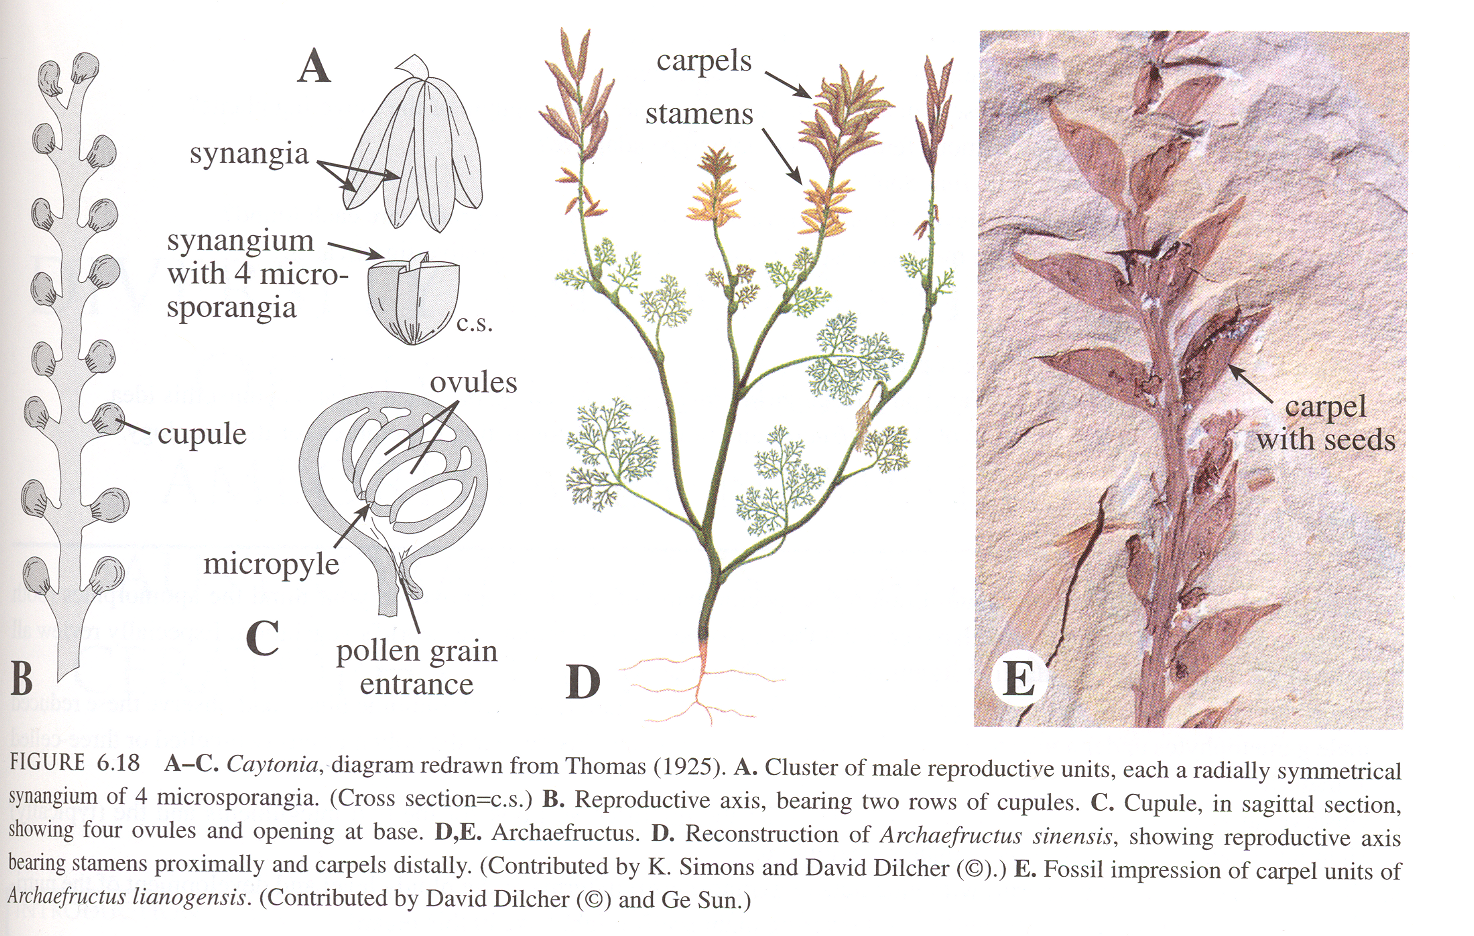 A
synangia
synangium
with 4 micro-
sporangia
c.s.
B
cupule
ovules
micropyle
C
pollen grain
entrance
carpels
stamens
D
carpel
with seeds
E
FIGURE 6.18 A–C. Caytonia, diagram redrawn from Thomas (1925). A. Cluster of male reproductive units, each a radially symmetrical
synangium of 4 microsporangia. (Cross section=c.s.) B. Reproductive axis, bearing two rows of cupules. C. Cupule, in sagittal section,
showing four ovules and opening at base. D,E. Archaefructus. D. Reconstruction of Archaefructus sinensis, showing reproductive axis
bearing stamens proximally and carpels distally. (Contributed by K. Simons and David Dilcher (©).) E. Fossil impression of carpel units of
Archaefructus lianogensis. (Contributed by David Dilcher (©) and Ge Sun.)